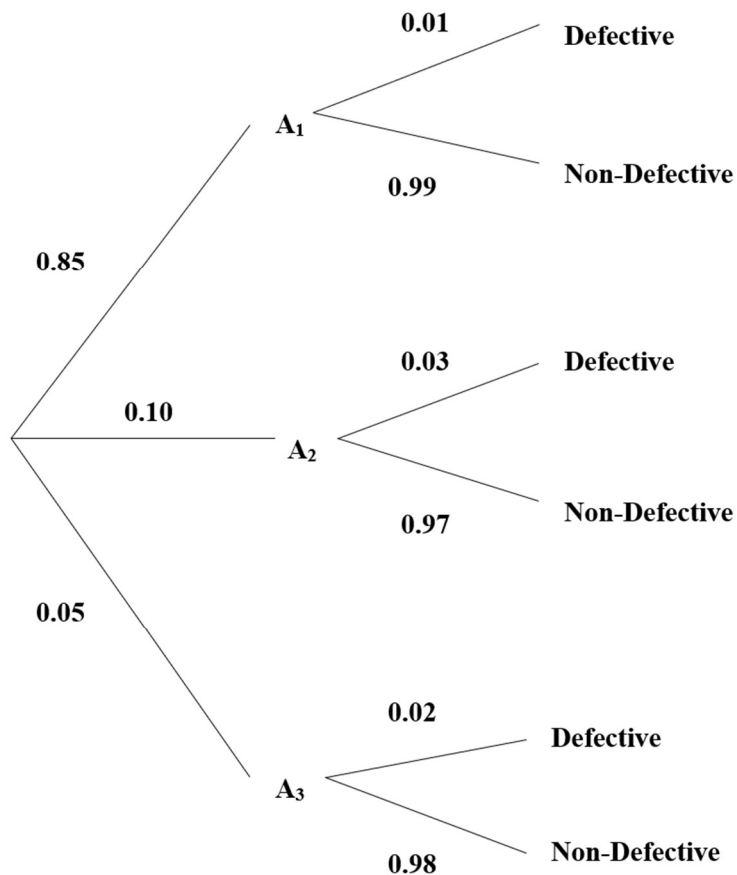 0.01
Defective
A₁
Non-Defective
0.99
0.85
0.03
Defective
0.10
A₂
Non-Defective
0.97
0.05
0.02
Defective
A₃
Non-Defective
0.98